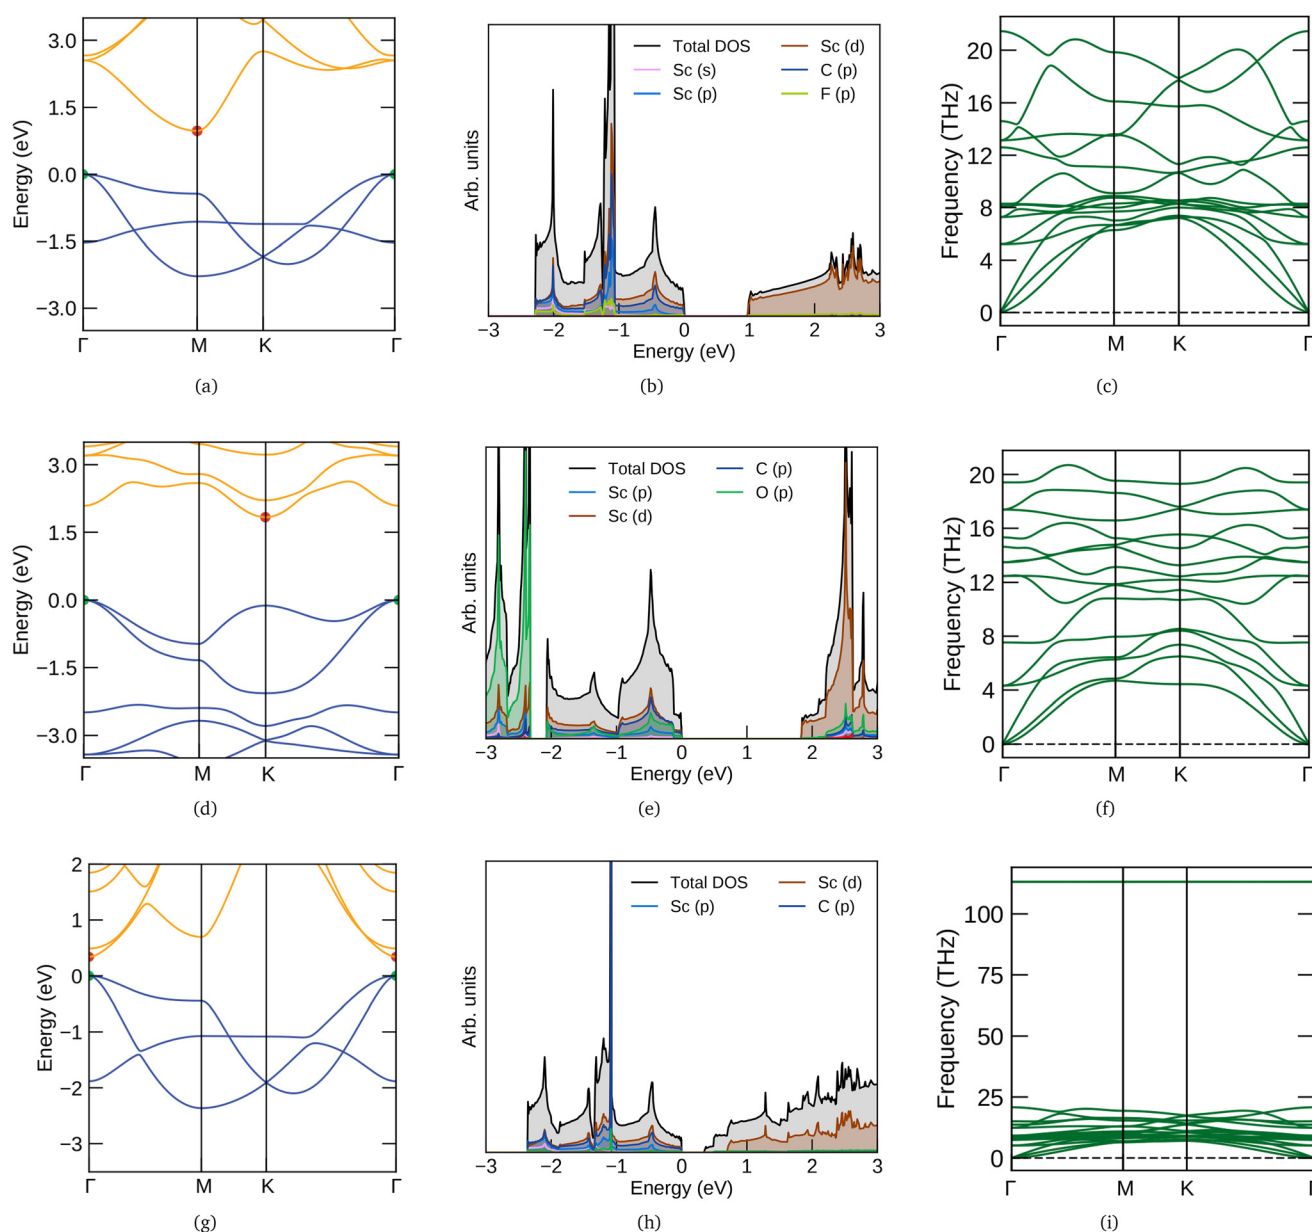 3.0
1.5
0.0
−1.5
−3.0
Energy (eV)
Γ M K Γ
(a)
Total DOS Sc (d)
Sc (s) C (p)
Sc (p) F (p)
Arb. units
−3 −2 −1 0 1 2 3
Energy (eV)
(b)
20
16
12
8
4
0
Frequency (THz)
Γ M K Γ
(c)
3.0
1.5
0.0
−1.5
−3.0
Energy (eV)
Γ M K Γ
(d)
Total DOS C (p)
Sc (p) O (p)
Sc (d)
Arb. units
−3 −2 −1 0 1 2 3
Energy (eV)
(e)
20
16
12
8
4
0
Frequency (THz)
Γ M K Γ
(f)
2
1
0
−1
−2
−3
Energy (eV)
Γ M K Γ
(g)
Total DOS Sc (d)
Sc (p) C (p)
Arb. units
−3 −2 −1 0 1 2 3
Energy (eV)
(h)
100
75
50
25
0
Frequency (THz)
Γ M K Γ
(i)